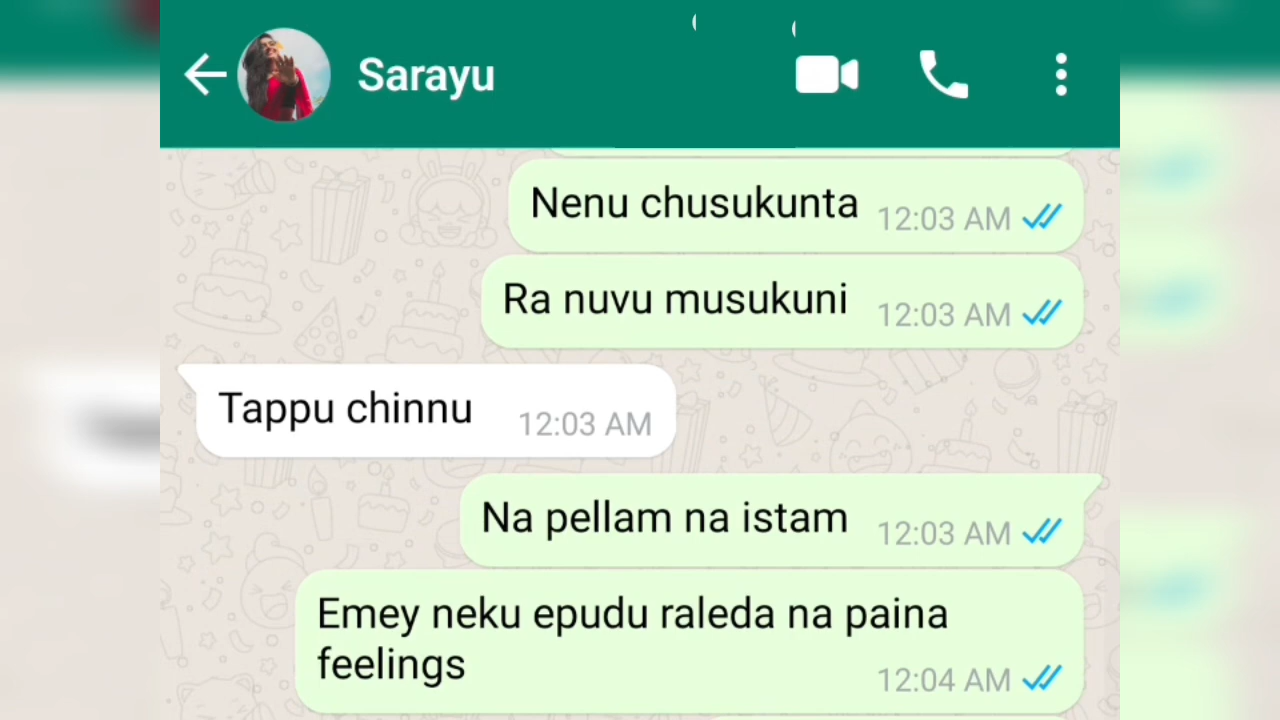 Sarayu
Nenu chusukunta 12:03 AM
Ra nuvu musukuni 12:03 AM
Tappu chinnu 12:03 AM
Na pellam na istam 12:03 AM
Emey neku epudu raleda na paina
feelings 12:04 AM